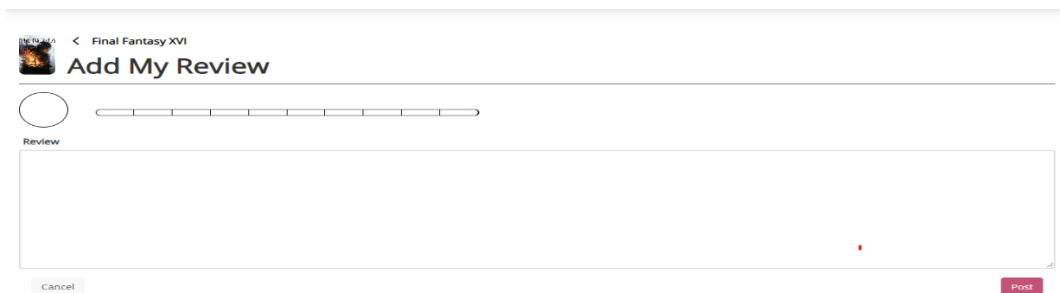 < Final Fantasy XVI
Add My Review
Review
Cancel
Post